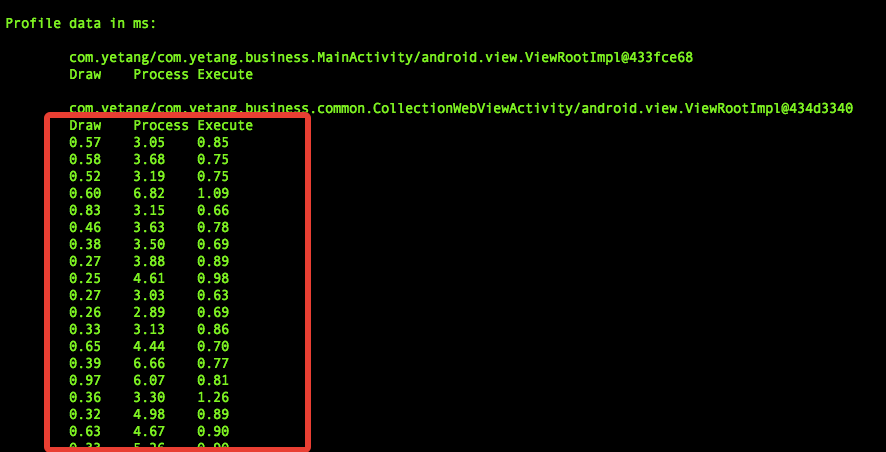 Profile data in ms:
com.yetang/com.yetang.business.MainActivity/android.view.ViewRootImpl@433fce68
Draw Process Execute
com.yetang/com.yetang.business.common.CollectionWebViewActivity/android.view.ViewRootImpl@434d3340
Draw Process Execute
0.57 3.05 0.85
0.58 3.68 0.75
0.52 3.19 0.75
0.60 6.82 1.09
0.83 3.15 0.66
0.46 3.63 0.78
0.38 3.50 0.69
0.27 3.88 0.89
0.25 4.61 0.98
0.27 3.03 0.63
0.26 2.89 0.69
0.33 3.13 0.86
0.65 4.44 0.70
0.39 6.66 0.77
0.97 6.07 0.81
0.36 3.30 1.26
0.32 4.98 0.89
0.63 4.67 0.90